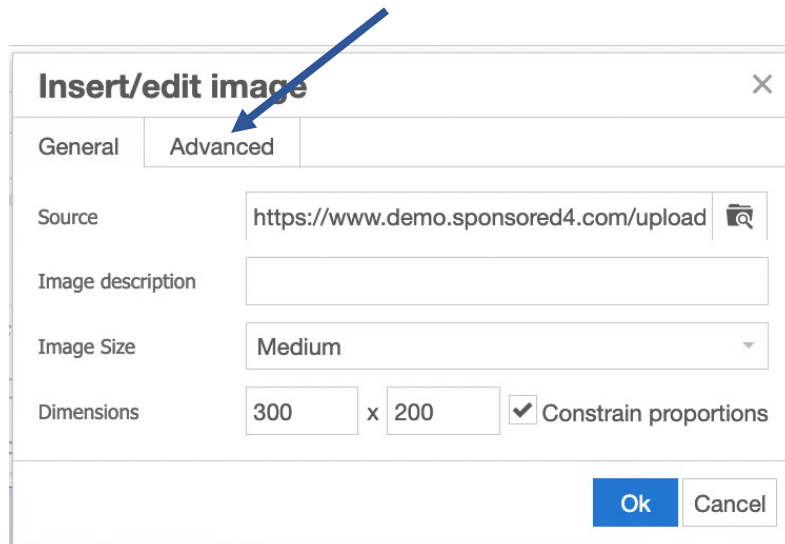 Insert/edit image
General Advanced
Source https://www.demo.sponsored4.com/upload
Image description
Image Size Medium
Dimensions 300 x 200 Constrain proportions
Ok Cancel